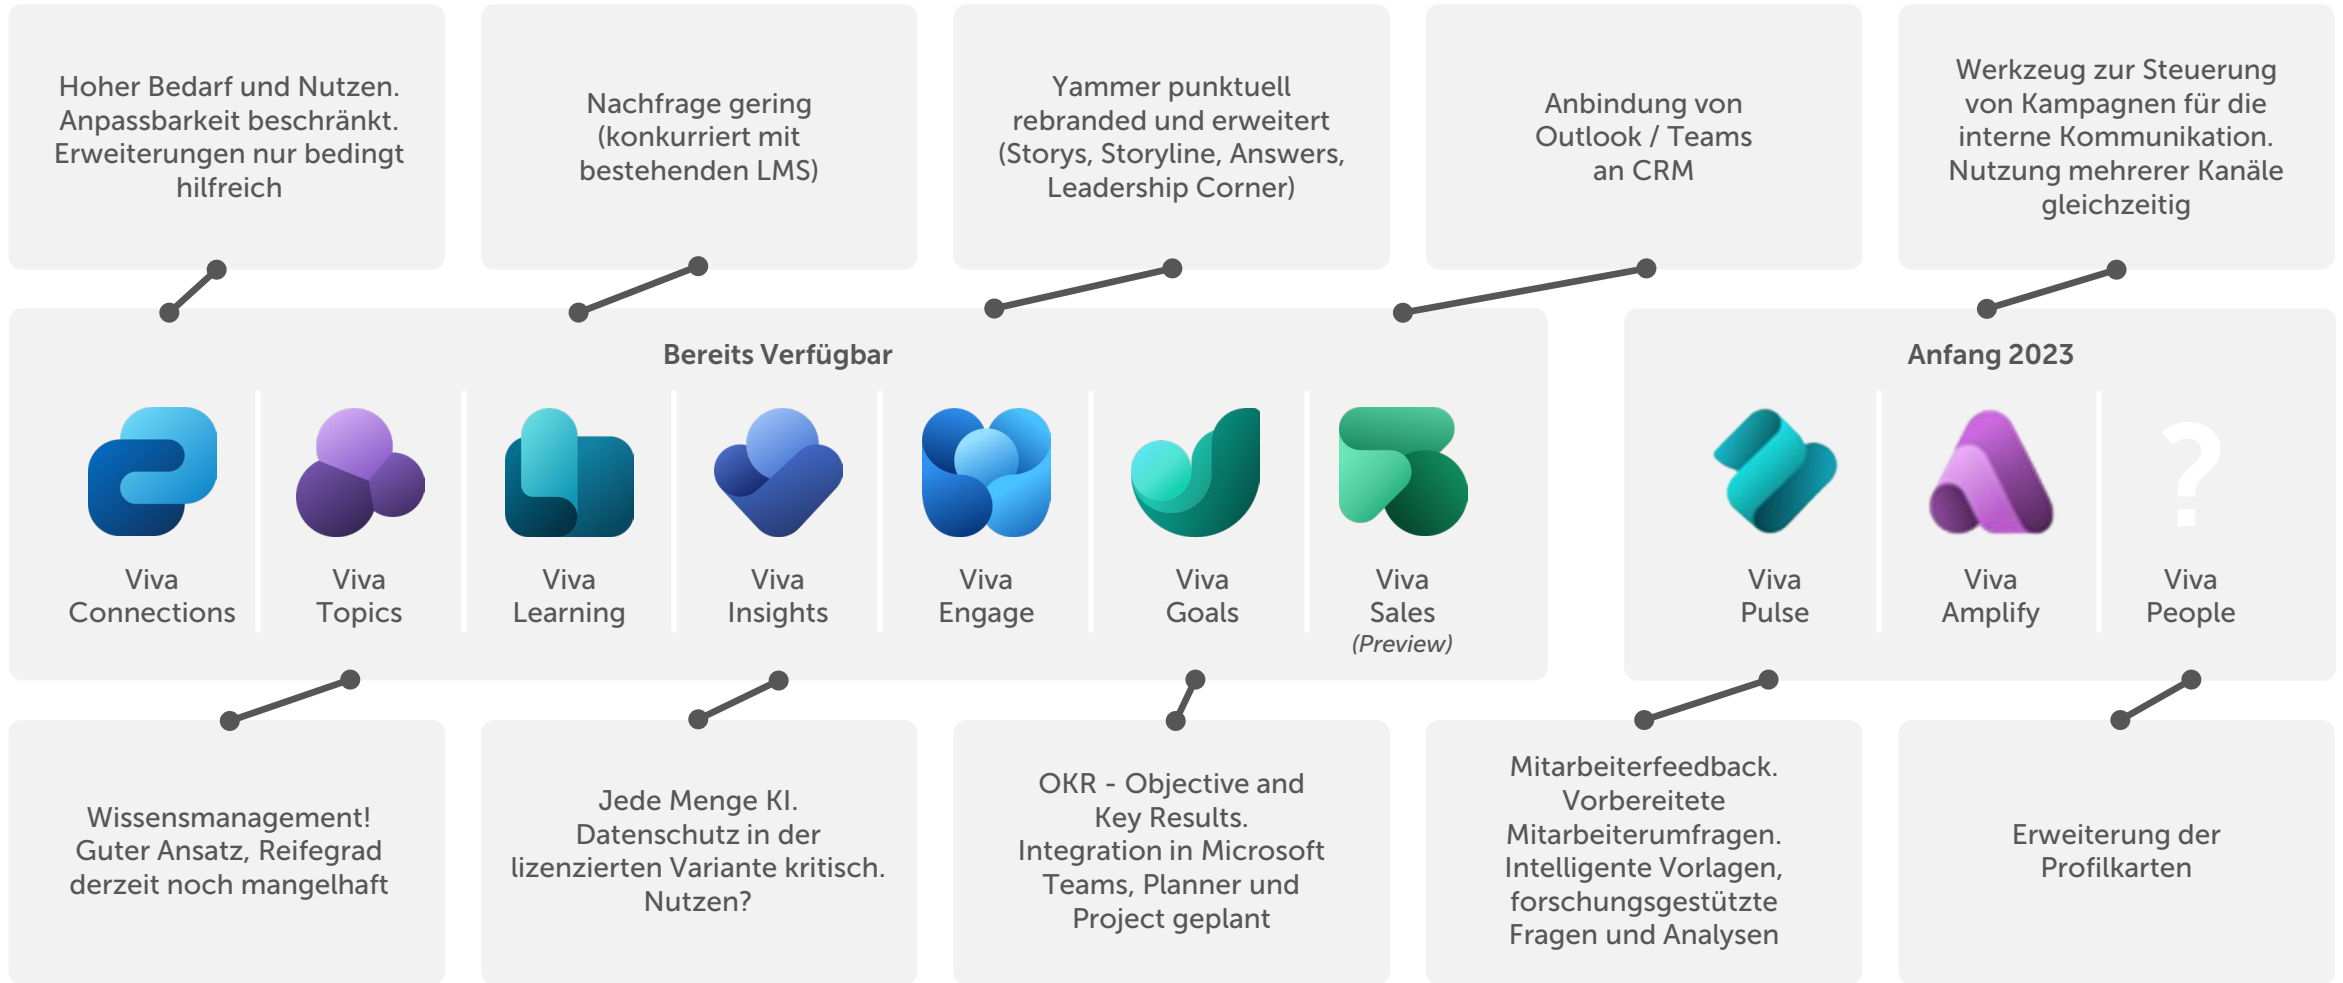 Hoher Bedarf und Nutzen.
Anpassbarkeit beschränkt.
Erweiterungen nur bedingt
hilfreich
Nachfrage gering
(konkurriert mit
bestehenden LMS)
Yammer punktuell
rebranded und erweitert
(Storys, Storyline, Answers,
Leadership Corner)
Anbindung von
Outlook / Teams
an CRM
Werkzeug zur Steuerung
von Kampagnen für die
interne Kommunikation.
Nutzung mehrerer Kanäle
gleichzeitig
Bereits Verfügbar
Viva
Connections
Viva
Topics
Viva
Learning
Viva
Insights
Viva
Engage
Viva
Goals
Viva
Sales
(Preview)
Anfang 2023
Viva
Pulse
Viva
Amplify
?
Viva
People
Wissensmanagement!
Guter Ansatz, Reifegrad
derzeit noch mangelhaft
Jede Menge KI.
Datenschutz in der
lizenzierten Variante kritisch.
Nutzen?
OKR - Objective and
Key Results.
Integration in Microsoft
Teams, Planner und
Project geplant
Mitarbeiterfeedback.
Vorbereitete
Mitarbeiterumfragen.
Intelligente Vorlagen,
forschungsgestützte
Fragen und Analysen
Erweiterung der
Profilkarten